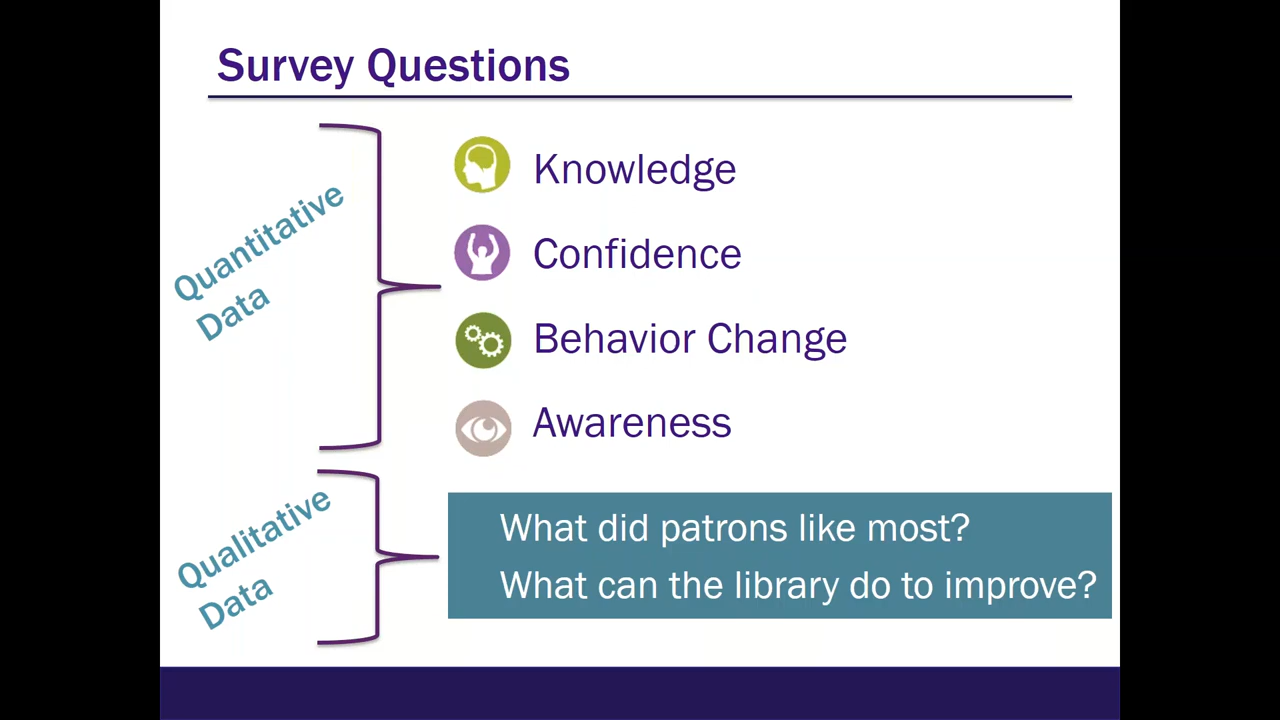 Survey Questions
Quantitative
Data
Knowledge
Confidence
Behavior Change
Awareness
Qualitative
Data
What did patrons like most?
What can the library do to improve?